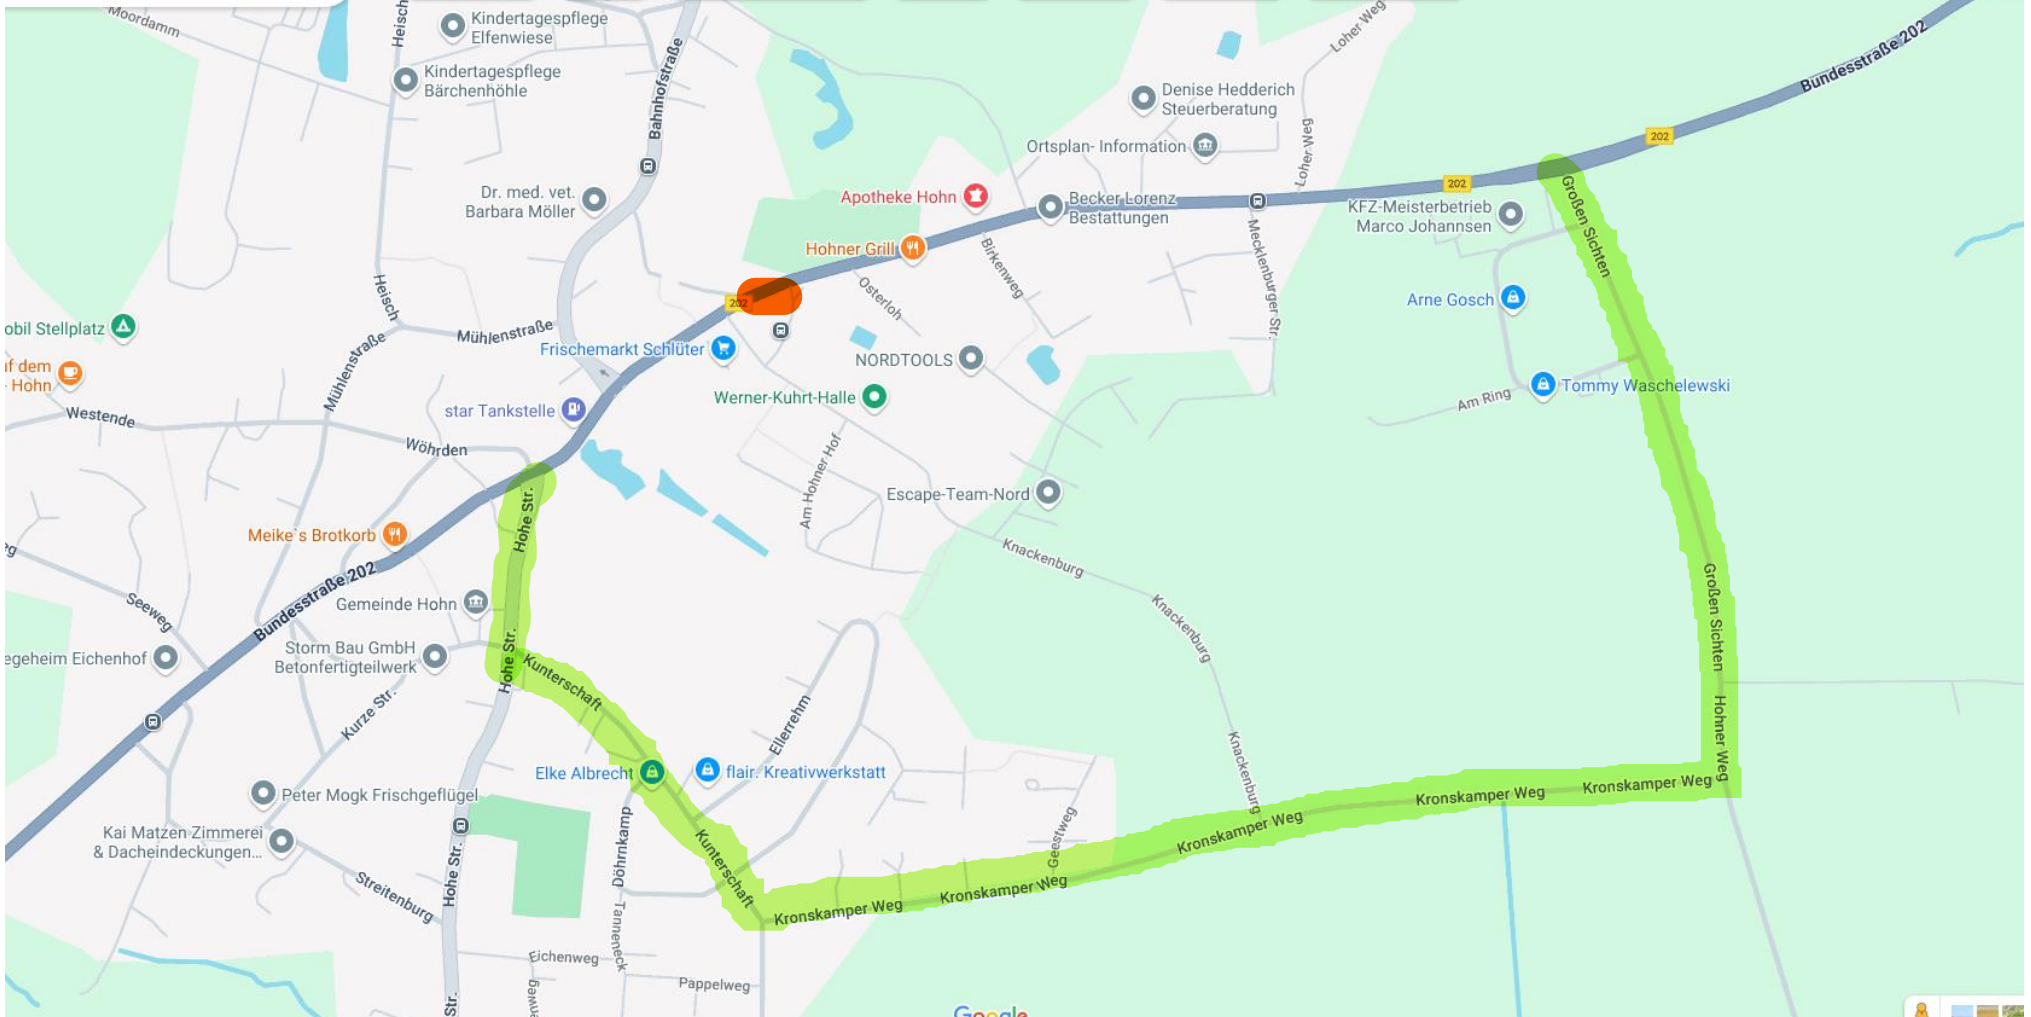 Moordamm
Heisch
Kindertagespflege
Elfenwiese
Kindertagespflege
Bärchenhöhle
Bahnhofstraße
Loher Weg
Bundesstraße 202
Denise Hedderich
Steuerberatung
Ortsplan- Information
Loher Weg
202
202
Dr. med. vet.
Barbara Möller
Apotheke Hohn
Becker Lorenz
Bestattungen
KFZ-Meisterbetrieb
Marco Johannsen
Großen Sichten
Hohner Grill
Birkenweg
Mecklenburger Str.
Heisch
202
Osterloh
Arne Gosch
obil Stellplatz
Mühlenstraße
Mühlenstraße
Frischemarkt Schlüter
NORDTOOLS
uf dem
- Hohn
Werner-Kuhrt-Halle
Am Ring
Tommy Waschelewski
Westende
star Tankstelle
Wöhrden
Am Hohner Hof
Escape-Team-Nord
Hohe Str.
Meike`s Brotkorb
Knackenburg
eg
Bundesstraße 202
Seeweg
Gemeinde Hohn
Knackenburg
Großen Sichten
egeheim Eichenhof
Storm Bau GmbH
Betonfertigteilwerk
Hohe Str.
Kunterschaft
Kurze Str.
Ellerrehm
Hohner Weg
Knackenburg
Elke Albrecht
flair. Kreativwerkstatt
Peter Mogk Frischgeflügel
Kronskamper Weg
Kronskamper Weg
Kronskamper Weg
Kai Matzen Zimmerei
& Dacheindeckungen...
Döhrnkamp
Kunterschaft
Geestweg
Hohe Str.
Streitenburg
Kronskamper Weg
Kronskamper Weg
Tanneneck
Eichenweg
Pappelweg
Str.
Google